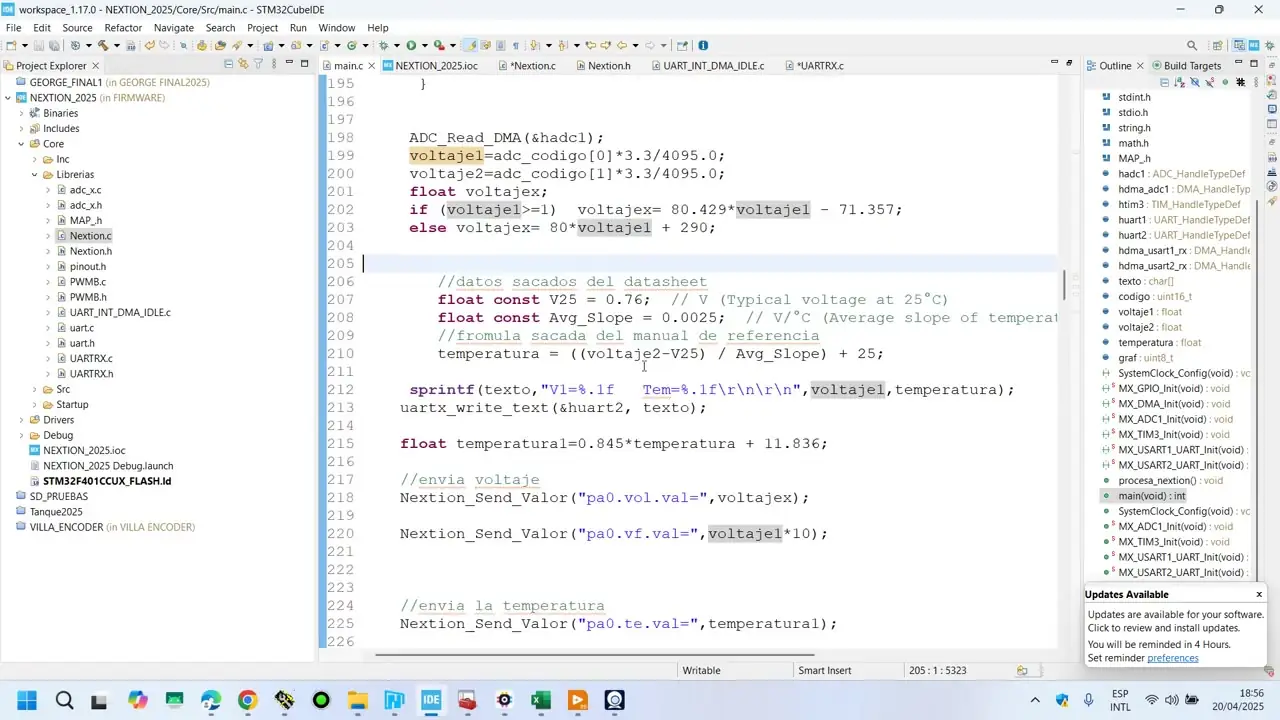 workspace_1.17.0 - NEXTION_2025/Core/Src/main.c - STM32CubeIDE
File Edit Source Refactor Navigate Search Project Run Window Help
Project Explorer
main.c
NEXTION_2025.ioc
*Nextion.c
Nextion.h
UART_INT_DMA_IDLE.c
*UARTRX.c
Outline
Build Targets
GEORGE_FINAL1 (in GEORGE FINAL2025)
NEXTION_2025 (in FIRMWARE)
Binaries
Includes
Core
Inc
Librerias
adc_x.c
adc_x.h
MAP_.h
Nextion.c
Nextion.h
pinout.h
PWMB.c
PWMB.h
UART_INT_DMA_IDLE.c
uart.c
uart.h
UARTRX.c
UARTRX.h
Src
Startup
Drivers
Debug
NEXTION_2025.ioc
NEXTION_2025 Debug.launch
STM32F401CCUX_FLASH.ld
SD_PRUEBAS
Tanque2025
VILLA_ENCODER (in VILLA ENCODER)
195 }
196
197
198 ADC_Read_DMA(&hadc1);
199 voltaje1=adc_codigo[0]*3.3/4095.0;
200 voltaje2=adc_codigo[1]*3.3/4095.0;
201 float voltajex;
202 if (voltaje1>=1) voltajex= 80.429*voltaje1 - 71.357;
203 else voltajex= 80*voltaje1 + 290;
204
205
206 //datos sacados del datasheet
207 float const V25 = 0.76; // V (Typical voltage at 25°C)
208 float const Avg_Slope = 0.0025; // V/°C (Average slope of temperat
209 //fromula sacada del manual de referencia
210 temperatura = ((voltaje2-V25) / Avg_Slope) + 25;
211
212 sprintf(texto,"V1=%.1f Tem=%.1f\r\n\r\n",voltaje1,temperatura);
213 uartx_write_text(&huart2, texto);
214
215 float temperatura1=0.845*temperatura + 11.836;
216
217 //envia voltaje
218 Nextion_Send_Valor("pa0.vol.val=",voltajex);
219
220 Nextion_Send_Valor("pa0.vf.val=",voltaje1*10);
221
222
223
224 //envia la temperatura
225 Nextion_Send_Valor("pa0.te.val=",temperatura1);
226
stdint.h
stdio.h
string.h
math.h
MAP_.h
hadc1 : ADC_HandleTypeDef
hdma_adc1 : DMA_HandleTyp
htim3 : TIM_HandleTypeDef
huart1 : UART_HandleTypeDef
huart2 : UART_HandleTypeDef
hdma_usart1_rx : DMA_Handle
hdma_usart2_rx : DMA_Handle
texto : char[]
codigo : uint16_t
voltaje1 : float
voltaje2 : float
temperatura : float
graf : uint8_t
SystemClock_Config(void) : voi
MX_GPIO_Init(void) : void
MX_DMA_Init(void) : void
MX_ADC1_Init(void) : void
MX_TIM3_Init(void) : void
MX_USART1_UART_Init(void) :
MX_USART2_UART_Init(void) :
procesa_nextion() : void
main(void) : int
SystemClock_Config(void) : vo
MX_ADC1_Init(void) : void
MX_TIM3_Init(void) : void
MX_USART1_UART_Init(void) :
MX_USART2_UART_Init(void) :
Updates Available
Updates are available for your software.
Click to review and install updates.
You will be reminded in 4 Hours.
Set reminder preferences
Writable
Smart Insert
205 : 1 : 5323
IDE
ESP
INTL
18:56
20/04/2025